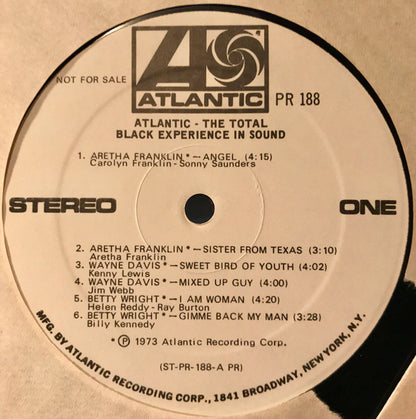 NOT FOR SALE
ATLANTIC
PR 188
ATLANTIC - THE TOTAL
BLACK EXPERIENCE IN SOUND
1. ARETHA FRANKLIN* — ANGEL (4:15)
Carolyn Franklin-Sonny Saunders
STEREO
ONE
2. ARETHA FRANKLIN* — SISTER FROM TEXAS (3:10)
Aretha Franklin
3. WAYNE DAVIS* — SWEET BIRD OF YOUTH (4:02)
Kenny Lewis
4. WAYNE DAVIS* — MIXED UP GUY (4:00)
Jim Webb
5. BETTY WRIGHT* — I AM WOMAN (4:20)
Helen Reddy-Ray Burton
6. BETTY WRIGHT* — GIMME BACK MY MAN (3:28)
Billy Kennedy
* Ⓟ 1973 Atlantic Recording Corp.
(ST-PR-188-A PR)
MFG. BY ATLANTIC RECORDING CORP., 1841 BROADWAY, NEW YORK, N.Y.